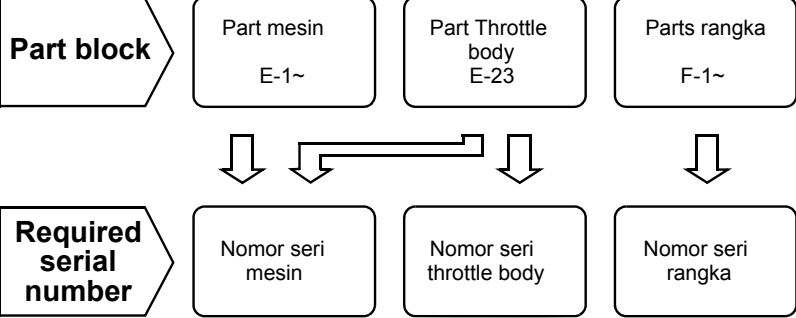 Part block
Part mesin
E-1~
Part Throttle
body
E-23
Parts rangka
F-1~
Required
serial
number
Nomor seri
mesin
Nomor seri
throttle body
Nomor seri
rangka